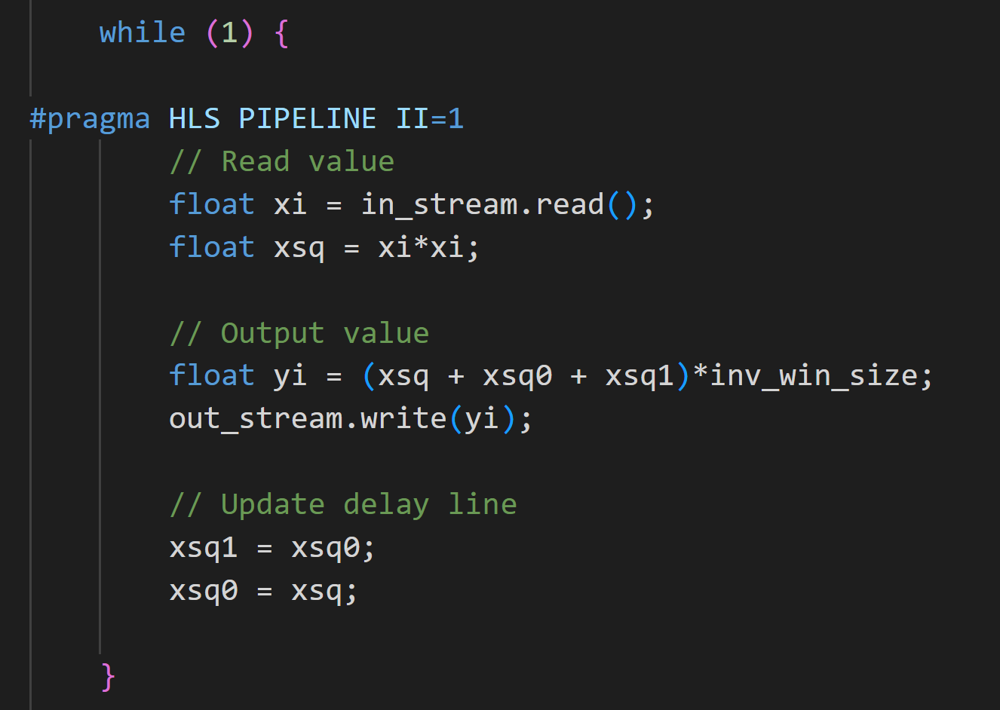 while (1) {
#pragma HLS PIPELINE II=1
// Read value
float xi = in_stream.read();
float xsq = xi*xi;
// Output value
float yi = (xsq + xsq0 + xsq1)*inv_win_size;
out_stream.write(yi);
// Update delay line
xsq1 = xsq0;
xsq0 = xsq;
}